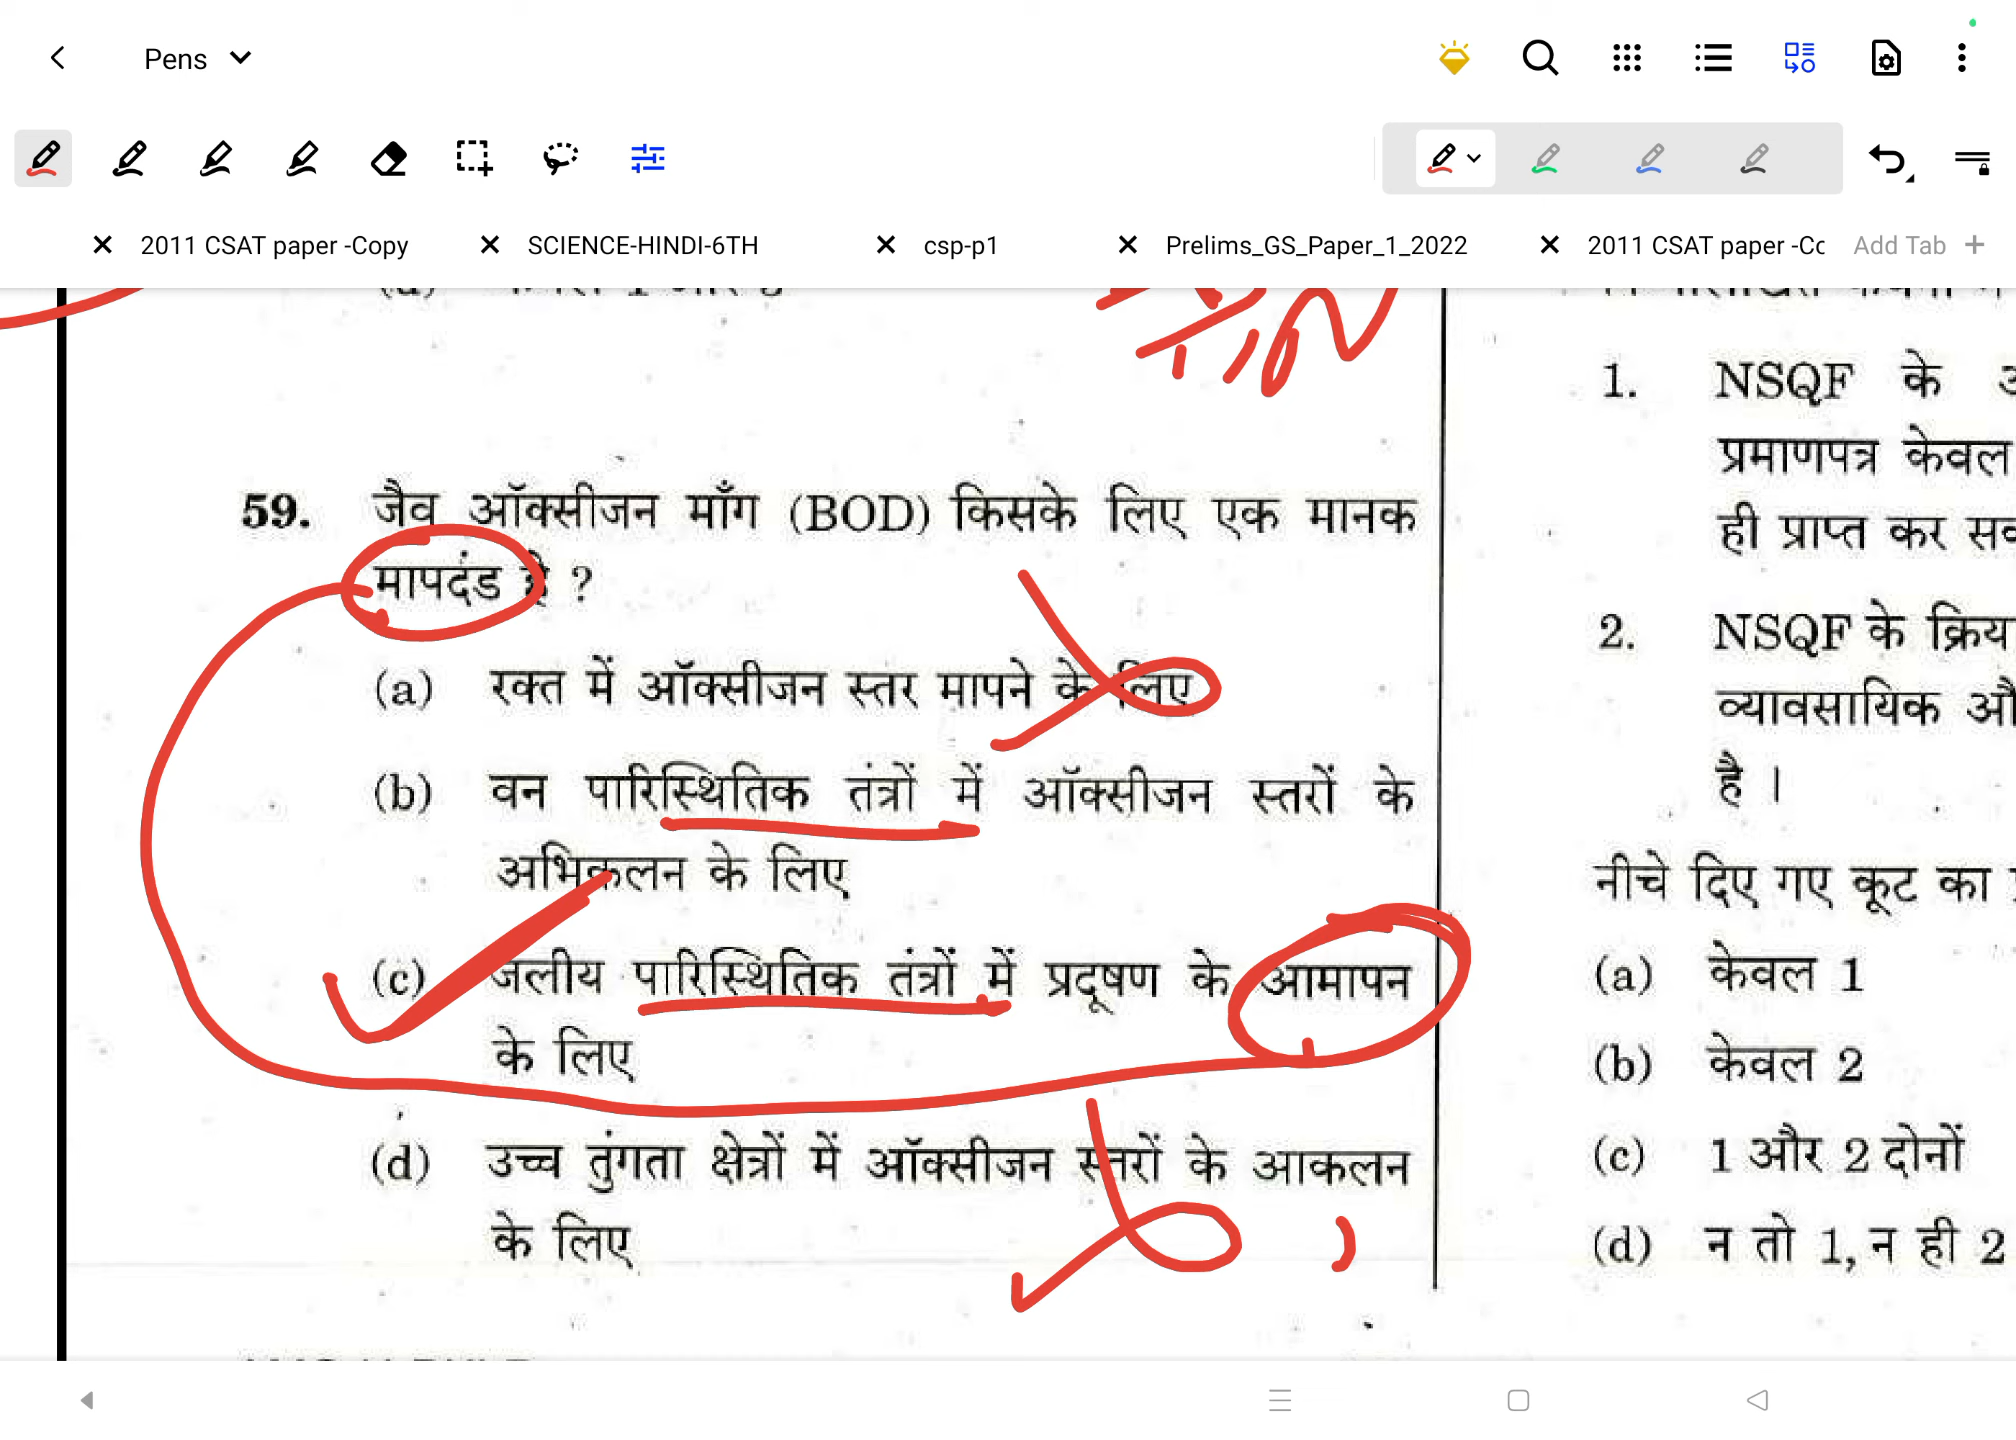 Pens
2011 CSAT paper -Copy
SCIENCE-HINDI-6TH
csp-p1
Prelims_GS_Paper_1_2022
2011 CSAT paper -Cc
Add Tab +
59. जैव ऑक्सीजन माँग (BOD) किसके लिए एक मानक
मापदंड है ?
(a) रक्त में ऑक्सीजन स्तर मापने के लिए
(b) वन पारिस्थितिक तंत्रों में ऑक्सीजन स्तरों के
अभिकलन के लिए
(c) जलीय पारिस्थितिक तंत्रों में प्रदूषण के आमापन
के लिए
(d) उच्च तुंगता क्षेत्रों में ऑक्सीजन स्तरों के आकलन
के लिए
1. NSQF के
प्रमाणपत्र केवल
ही प्राप्त कर
2. NSQF के
व्यावसायिक
है ।
नीचे दिए गए कूट का
(a) केवल 1
(b) केवल 2
(c) 1 और 2 दोनों
(d) न तो 1, न ही 2